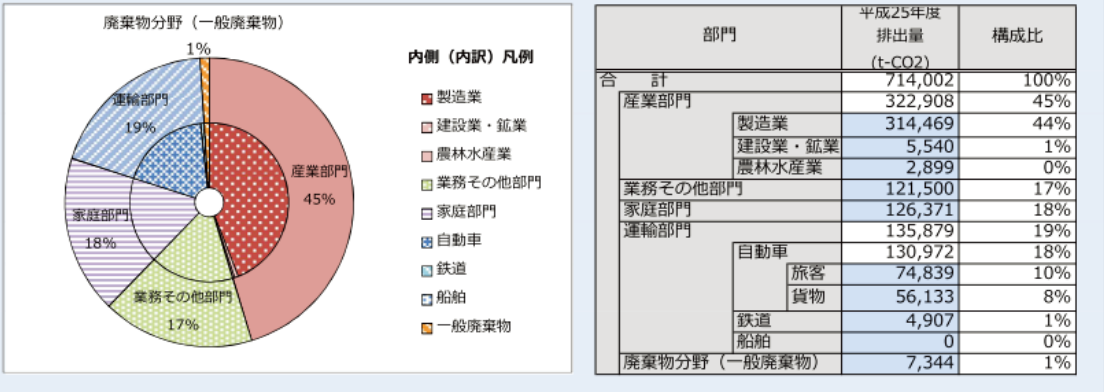 廃棄物分野（一般廃棄物）
1%
運輸部門
19%
産業部門
45%
家庭部門
18%
業務その他部門
17%
内側（内訳）凡例
製造業
建設業・鉱業
農林水産業
業務その他部門
家庭部門
自動車
鉄道
船舶
一般廃棄物
部門 平成25年度 排出量 (t-CO2) 構成比
合 計 714,002 100%
産業部門 322,908 45%
製造業 314,469 44%
建設業・鉱業 5,540 1%
農林水産業 2,899 0%
業務その他部門 121,500 17%
家庭部門 126,371 18%
運輸部門 135,879 19%
自動車 130,972 18%
旅客 74,839 10%
貨物 56,133 8%
鉄道 4,907 1%
船舶 0 0%
廃棄物分野（一般廃棄物） 7,344 1%